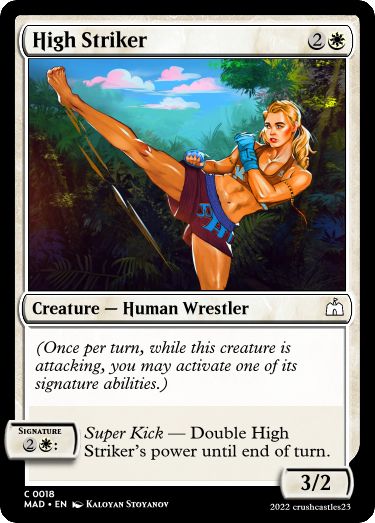 High Striker 2
Creature — Human Wrestler
(Once per turn, while this creature is
attacking, you may activate one of its
signature abilities.)
SIGNATURE
2 :
Super Kick — Double High
Striker's power until end of turn.
3/2
C 0018
MAD • EN KALOYAN STOYANOV
2022 crushcastles23